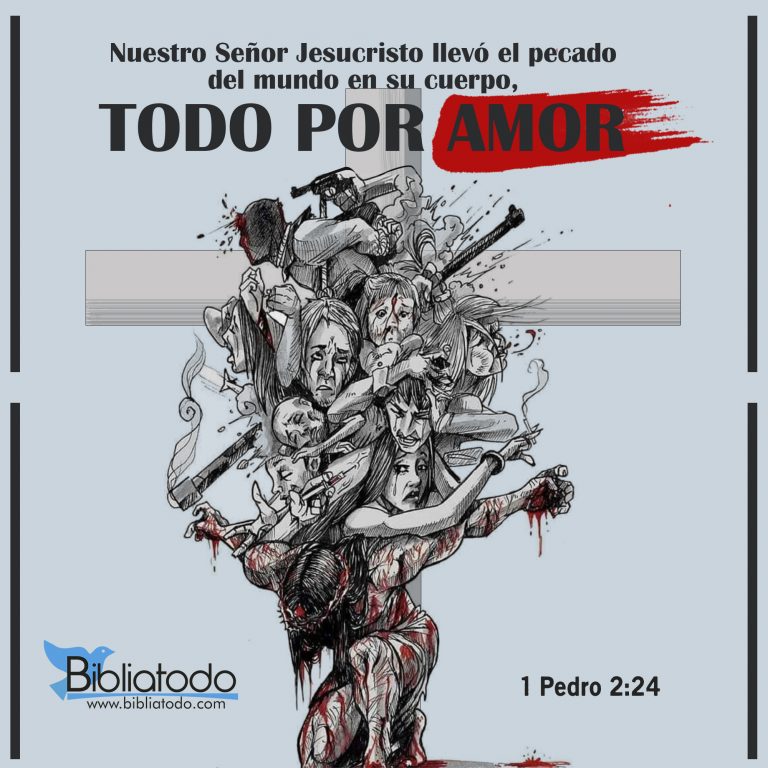 Nuestro Señor Jesucristo llevó el pecado
del mundo en su cuerpo,
TODO POR AMOR
Bibliatodo
www.bibliatodo.com
1 Pedro 2:24